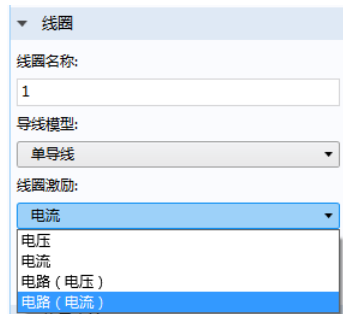 线圈
线圈名称:
1
导线模型:
单导线
线圈激励:
电流
电压
电流
电路 ( 电压 )
电路 ( 电流 )